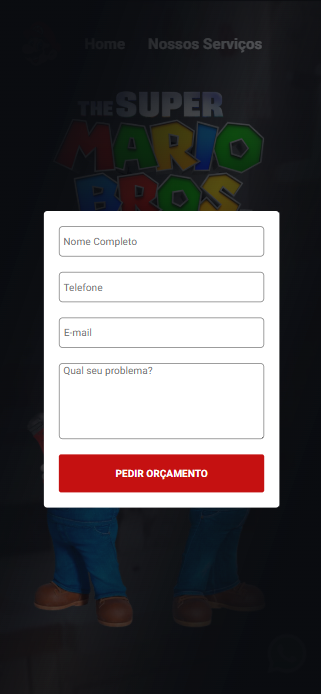 Home Nossos Serviços
THE SUPER
MARIO
BROS.
Nome Completo
Telefone
E-mail
Qual seu problema?
PEDIR ORÇAMENTO